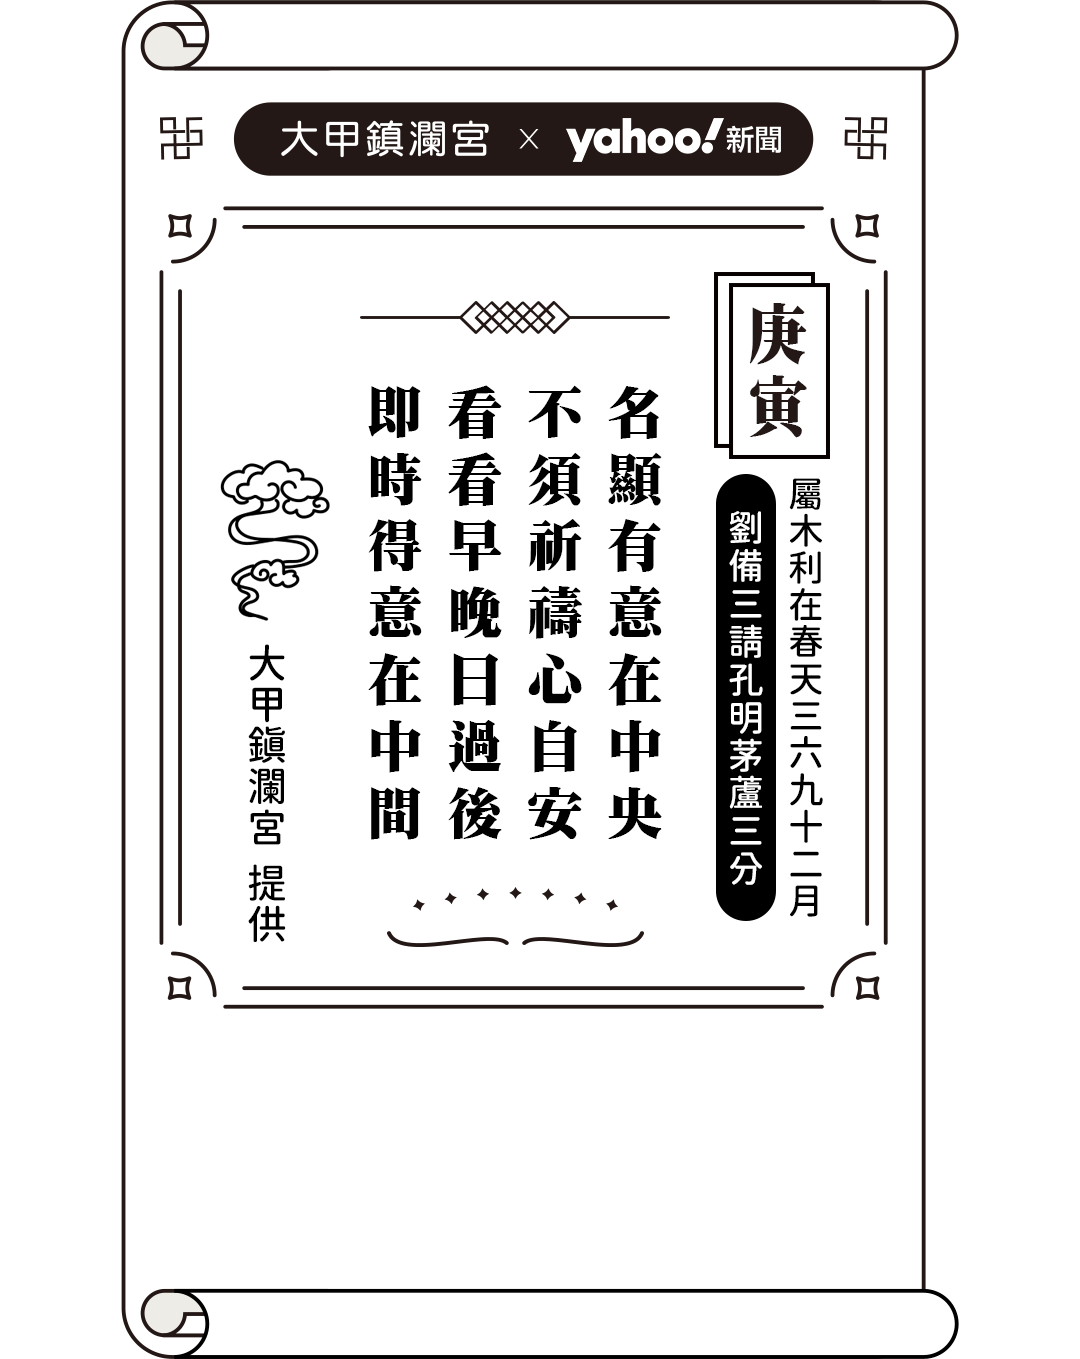 大甲鎮瀾宮 × yahoo!新聞
庚寅
屬木利在春天三六九十二月
劉備三請孔明茅蘆三分
名顯有意在中央
不須祈禱心自安
看看早晚日過後
即時得意在中間
大甲鎮瀾宮 提供